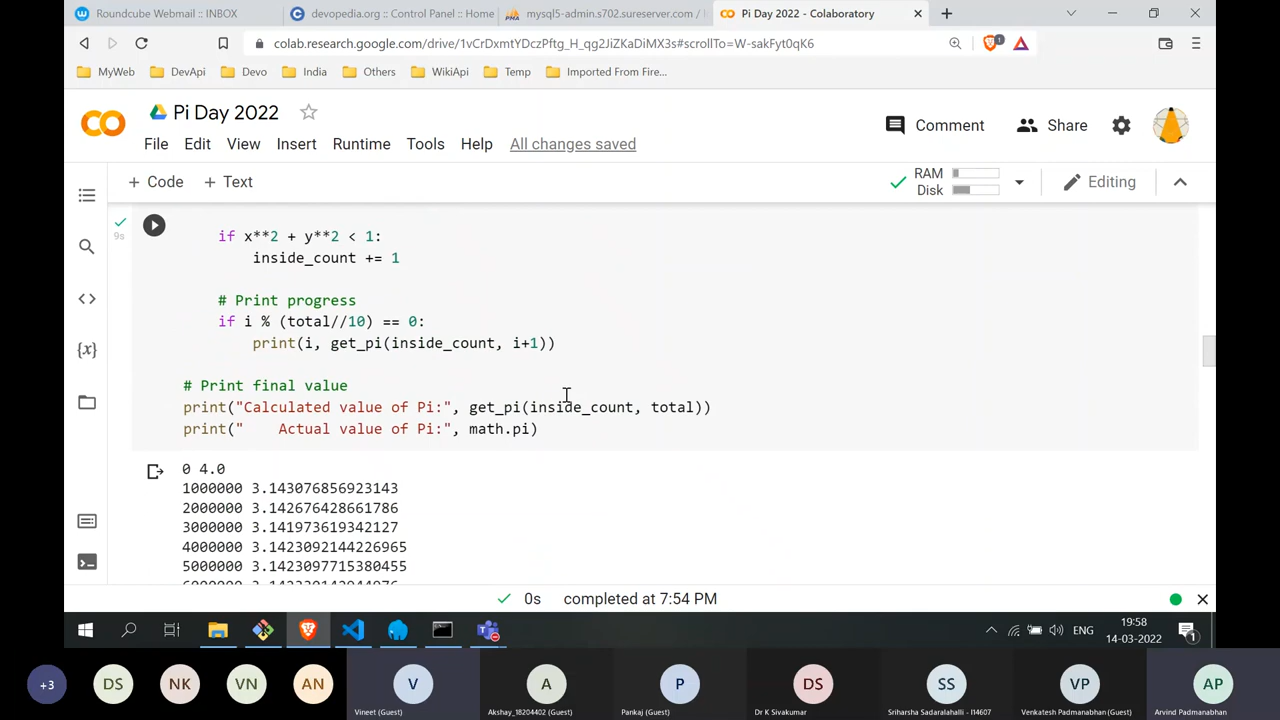 Roundcube Webmail :: INBOX
devopedia.org :: Control Panel :: Home
mysql5-admin.s702.sureserver.com /
Pi Day 2022 - Colaboratory
colab.research.google.com/drive/1vCrDxmtYDczPftg_H_qg2JiZKaDiMX3s#scrollTo=W-sakFyt0qK6
1
MyWeb
DevApi
Devo
India
Others
WikiApi
Temp
Imported From Fire...
Pi Day 2022
Comment
Share
File Edit View Insert Runtime Tools Help All changes saved
+ Code + Text
RAM
Disk
Editing
9s
if x**2 + y**2 < 1:
inside_count += 1
# Print progress
if i % (total//10) == 0:
print(i, get_pi(inside_count, i+1))
# Print final value
print("Calculated value of Pi:", get_pi(inside_count, total))
print("    Actual value of Pi:", math.pi)
0 4.0
1000000 3.143076856923143
2000000 3.142676428661786
3000000 3.141973619342127
4000000 3.1423092144226965
5000000 3.1423097715380455
0s completed at 7:54 PM
ENG
19:58
14-03-2022
1
+3
DS
NK
VN
AN
V
A
P
DS
SS
VP
AP
Vineet (Guest)
Akshay_18204402 (Guest)
Pankaj (Guest)
Dr K Sivakumar
Sriharsha Sadaralahalli - I14607
Venkatesh Padmanabhan (Guest)
Arvind Padmanabhan